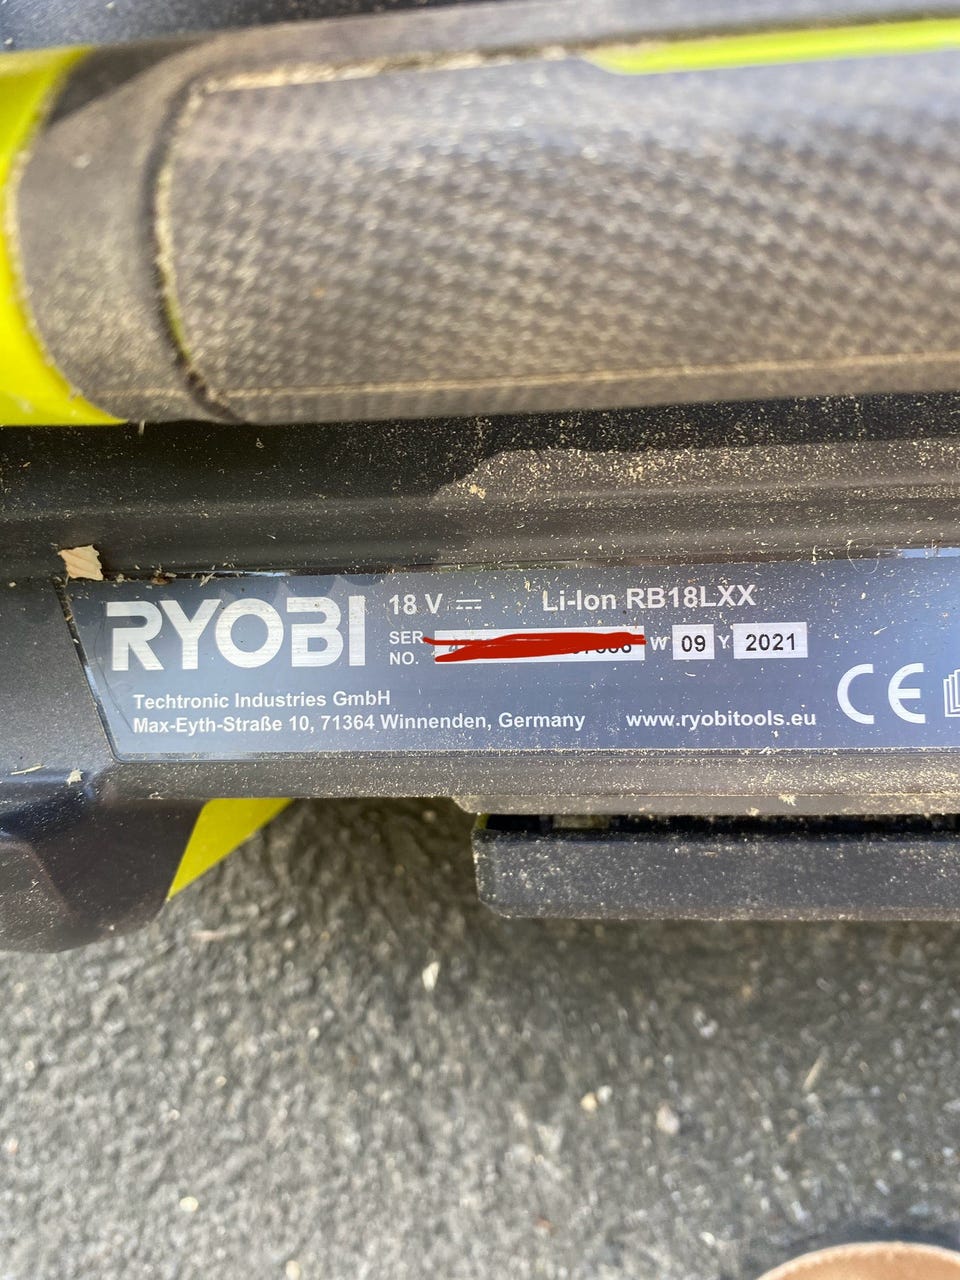 RYOBI
18 V Li-Ion RB18LXX
SER. NO. W 09 Y 2021
Techtronic Industries GmbH
Max-Eyth-Straße 10, 71364 Winnenden, Germany www.ryobitools.eu
CE